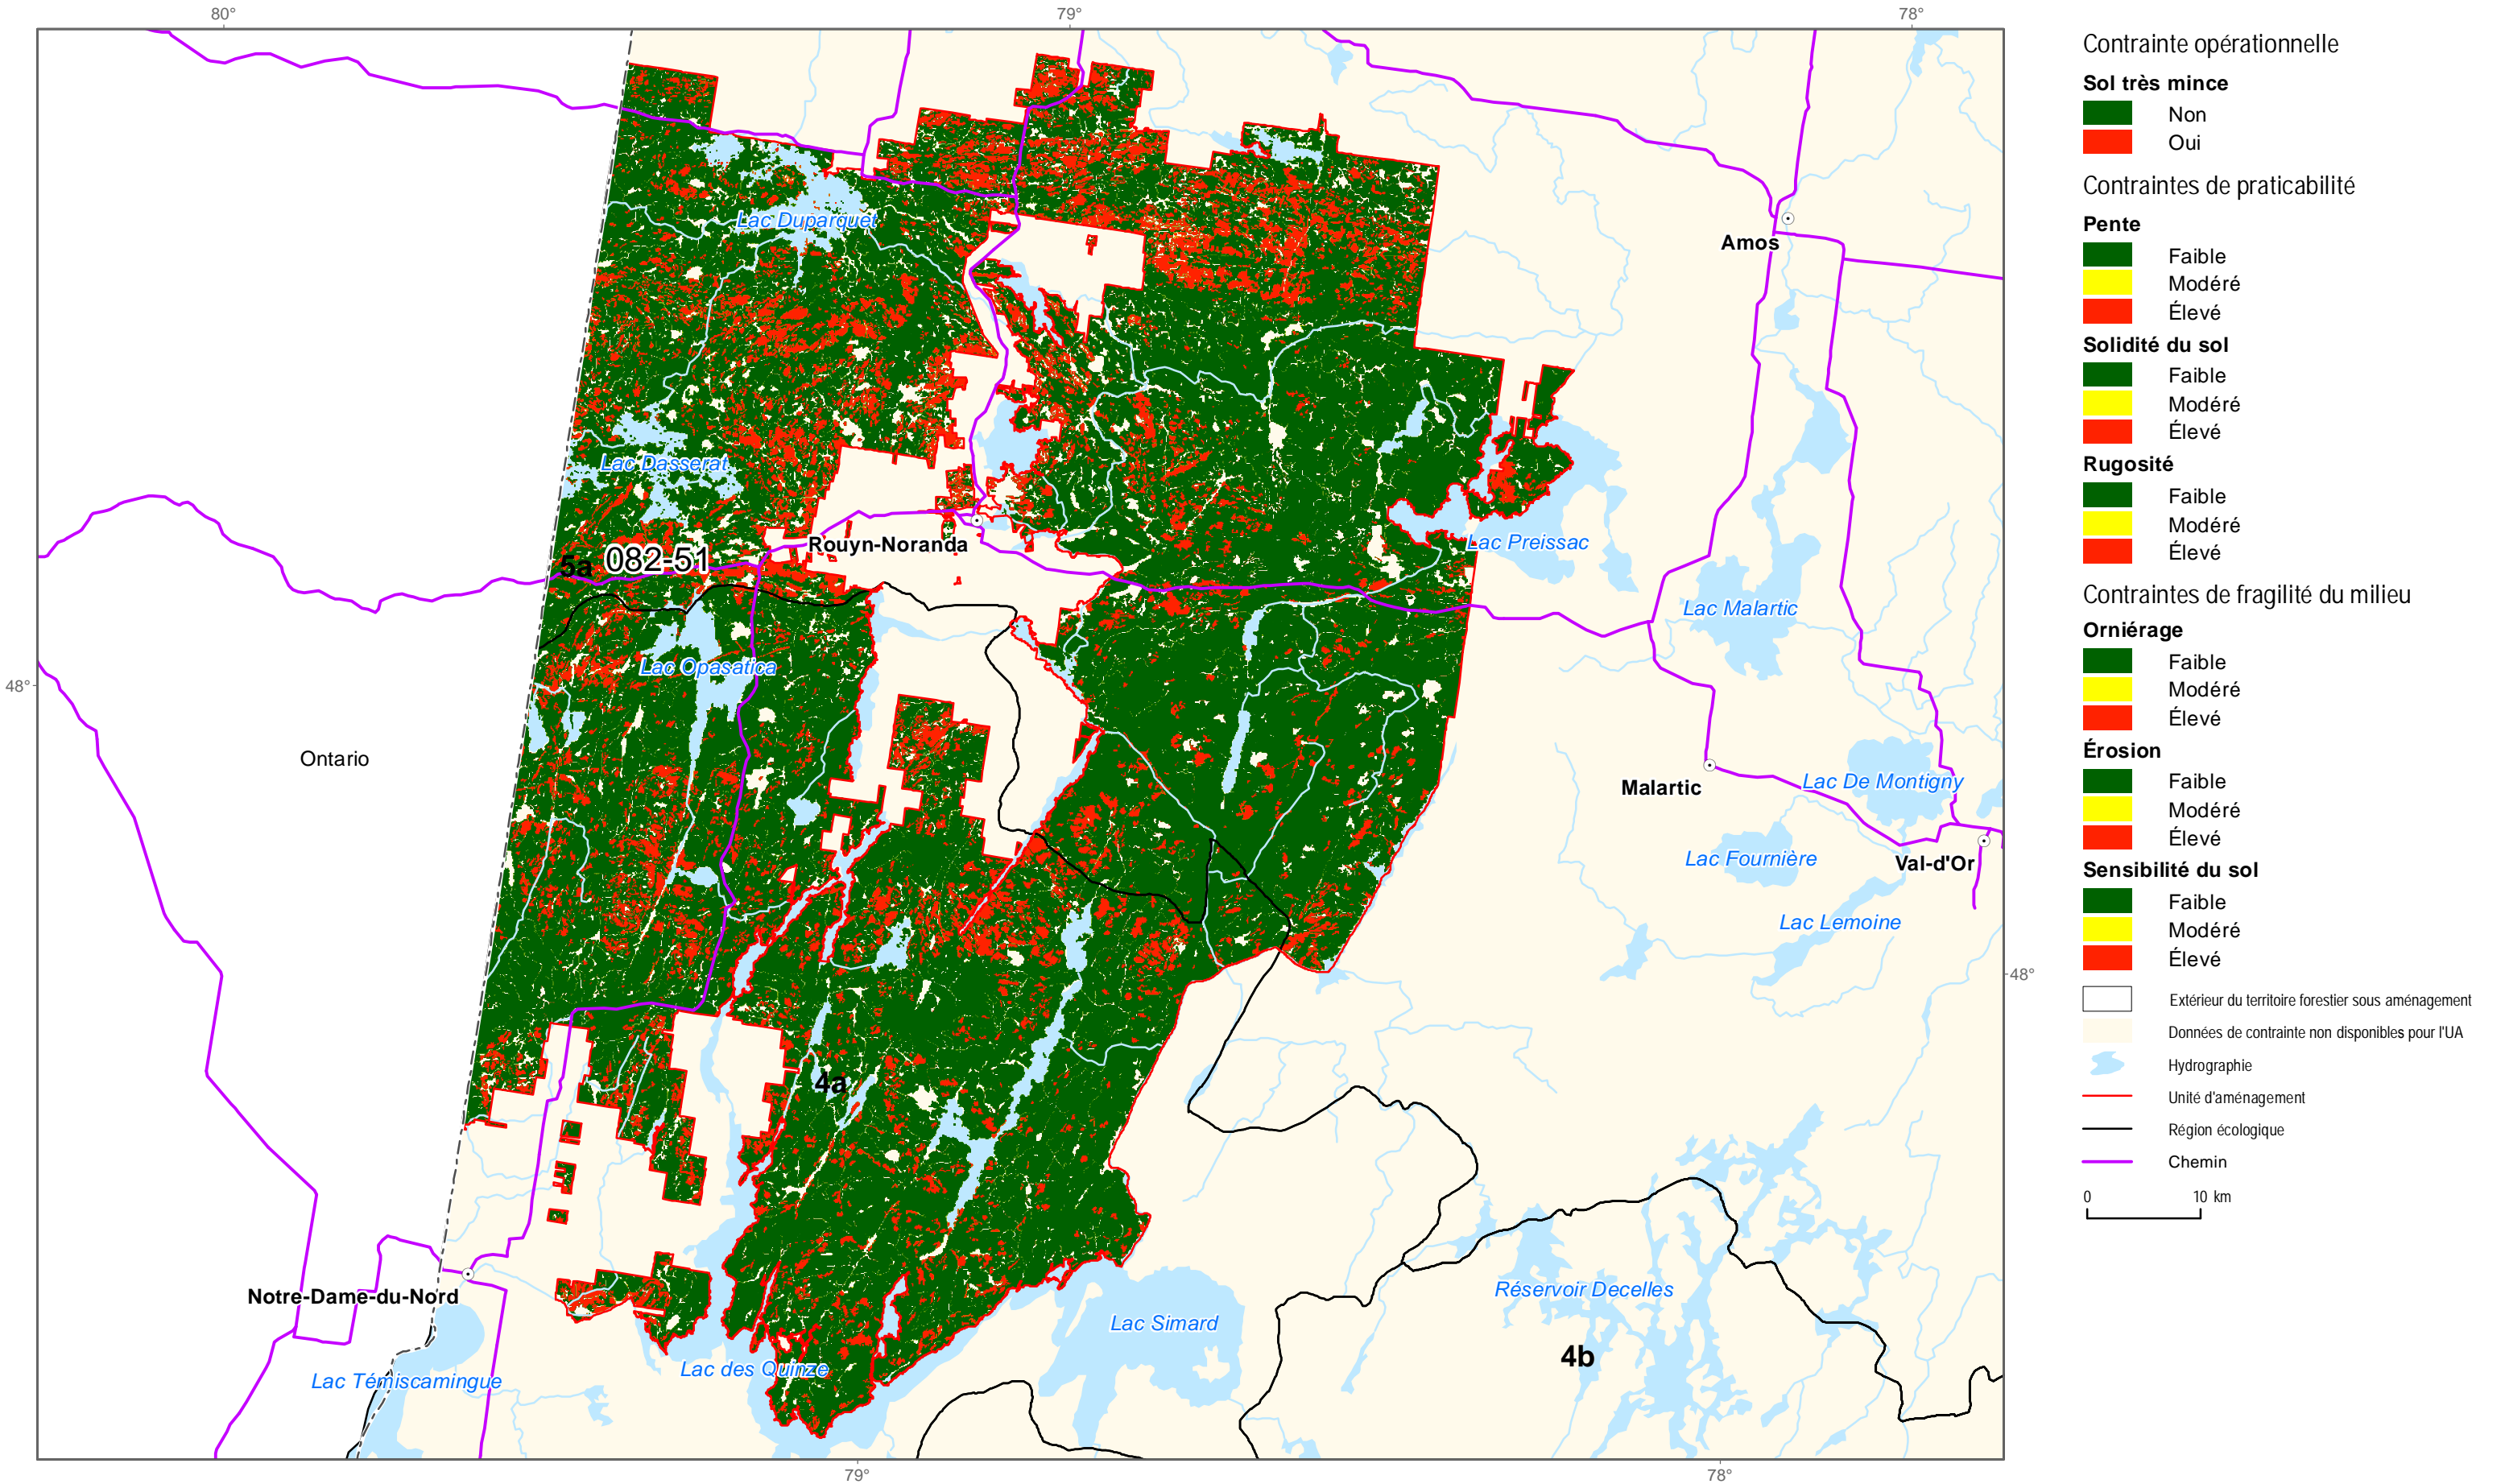 80°
79°
78°
Lac Duparquet
Amos
Lac Dasserat
Rouyn-Noranda
Lac Preissac
5a
082-51
Lac Malartic
Lac Opasatica
48°
Ontario
Malartic
Lac De Montigny
Lac Fournière
Val-d'Or
Lac Lemoine
48°
4a
Notre-Dame-du-Nord
Réservoir Decelles
Lac Simard
4b
Lac des Quinze
Lac Témiscamingue
79°
78°
Contrainte opérationnelle
Sol très mince
Non
Oui
Contraintes de praticabilité
Pente
Faible
Modéré
Élevé
Solidité du sol
Faible
Modéré
Élevé
Rugosité
Faible
Modéré
Élevé
Contraintes de fragilité du milieu
Orniérage
Faible
Modéré
Élevé
Érosion
Faible
Modéré
Élevé
Sensibilité du sol
Faible
Modéré
Élevé
Extérieur du territoire forestier sous aménagement
Données de contrainte non disponibles pour l'UA
Hydrographie
Unité d'aménagement
Région écologique
Chemin
0 10 km